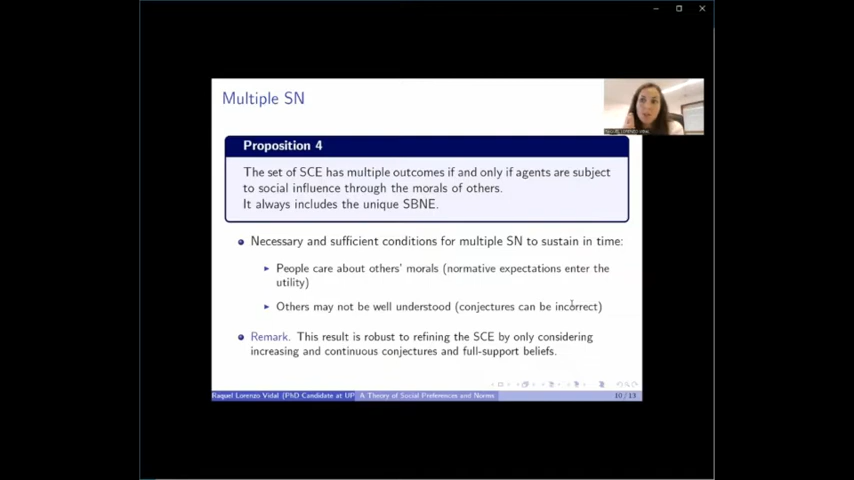 Multiple SN
RAQUEL LORENZO VIDAL
Proposition 4
The set of SCE has multiple outcomes if and only if agents are subject
to social influence through the morals of others.
It always includes the unique SBNE.
Necessary and sufficient conditions for multiple SN to sustain in time:
People care about others' morals (normative expectations enter the
utility)
Others may not be well understood (conjectures can be incorrect)
Remark. This result is robust to refining the SCE by only considering
increasing and continuous conjectures and full-support beliefs.
Raquel Lorenzo Vidal (PhD Candidate at UP A Theory of Social Preferences and Norms 10 / 13